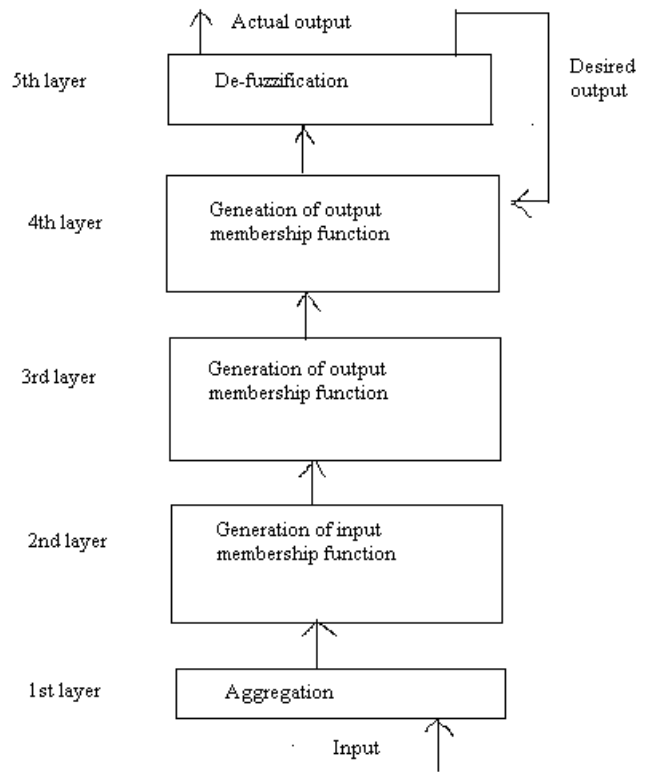 Actual output
5th layer
De-fuzzification
Desired
output
4th layer
Geneation of output
membership function
3rd layer
Generation of output
membership function
2nd layer
Generation of input
membership function
1st layer
Aggregation
Input